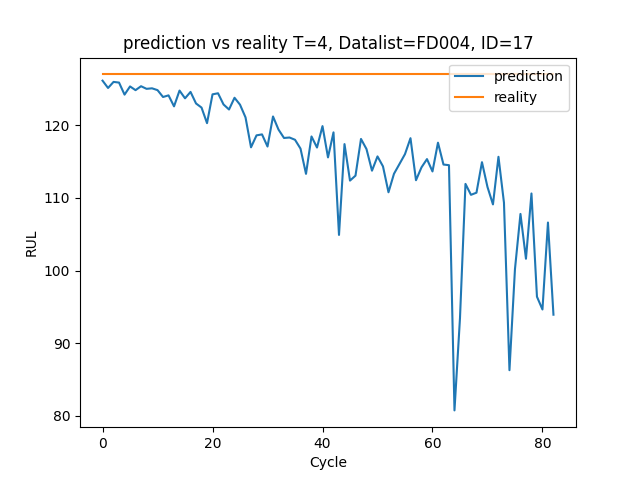 prediction vs reality T=4, Datalist=FD004, ID=17
prediction
reality
120
110
100
90
80
RUL
0 20 40 60 80
Cycle